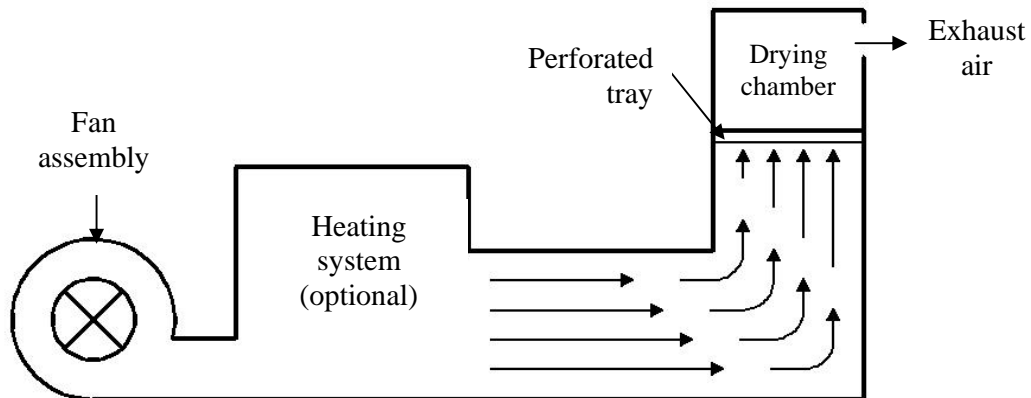 Fan
assembly
Heating
system
(optional)
Perforated
tray
Drying
chamber
Exhaust
air